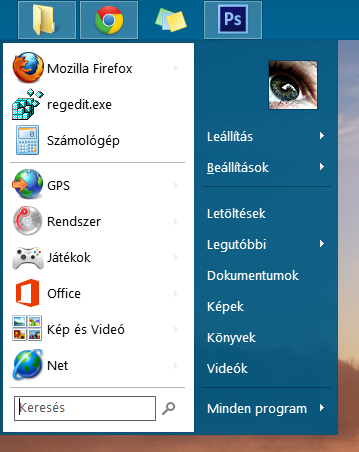 Ps
Mozilla Firefox
regedit.exe
Számológép
GPS
Rendszer
Játékok
Office
Kép és Videó
Net
Keresés
Leállítás
Beállítások
Letöltések
Legutóbbi
Dokumentumok
Képek
Könyvek
Videók
Minden program